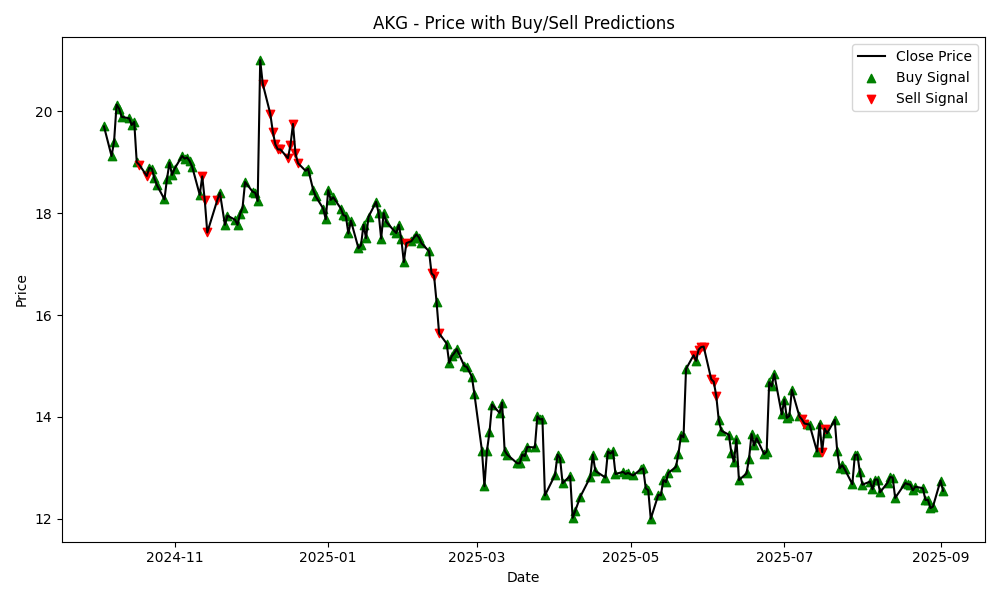 AKG - Price with Buy/Sell Predictions
Close Price
Buy Signal
Sell Signal
Price
20
18
16
14
12
2024-11
2025-01
2025-03
2025-05
2025-07
2025-09
Date